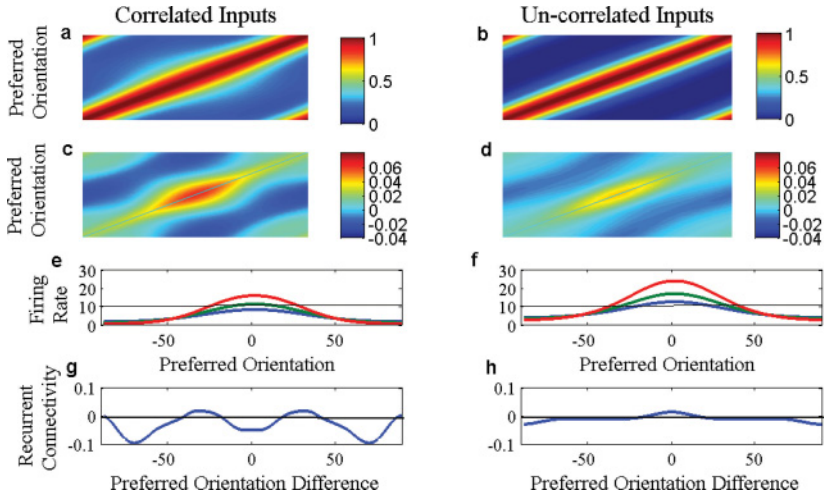 Correlated Inputs
Un-correlated Inputs
a
b
Preferred
Orientation
1
0.5
0
1
0.5
0
c
d
Preferred
Orientation
0.06
0.04
0.02
0
-0.02
-0.04
0.06
0.04
0.02
0
-0.02
-0.04
e
f
Firing
Rate
30
20
10
0
-50
0
50
Preferred Orientation
30
20
10
0
-50
0
50
Preferred Orientation
g
h
Recurrent
Connectivity
0.1
0
-0.1
-50
0
50
Preferred Orientation Difference
0.1
0
-0.1
-50
0
50
Preferred Orientation Difference